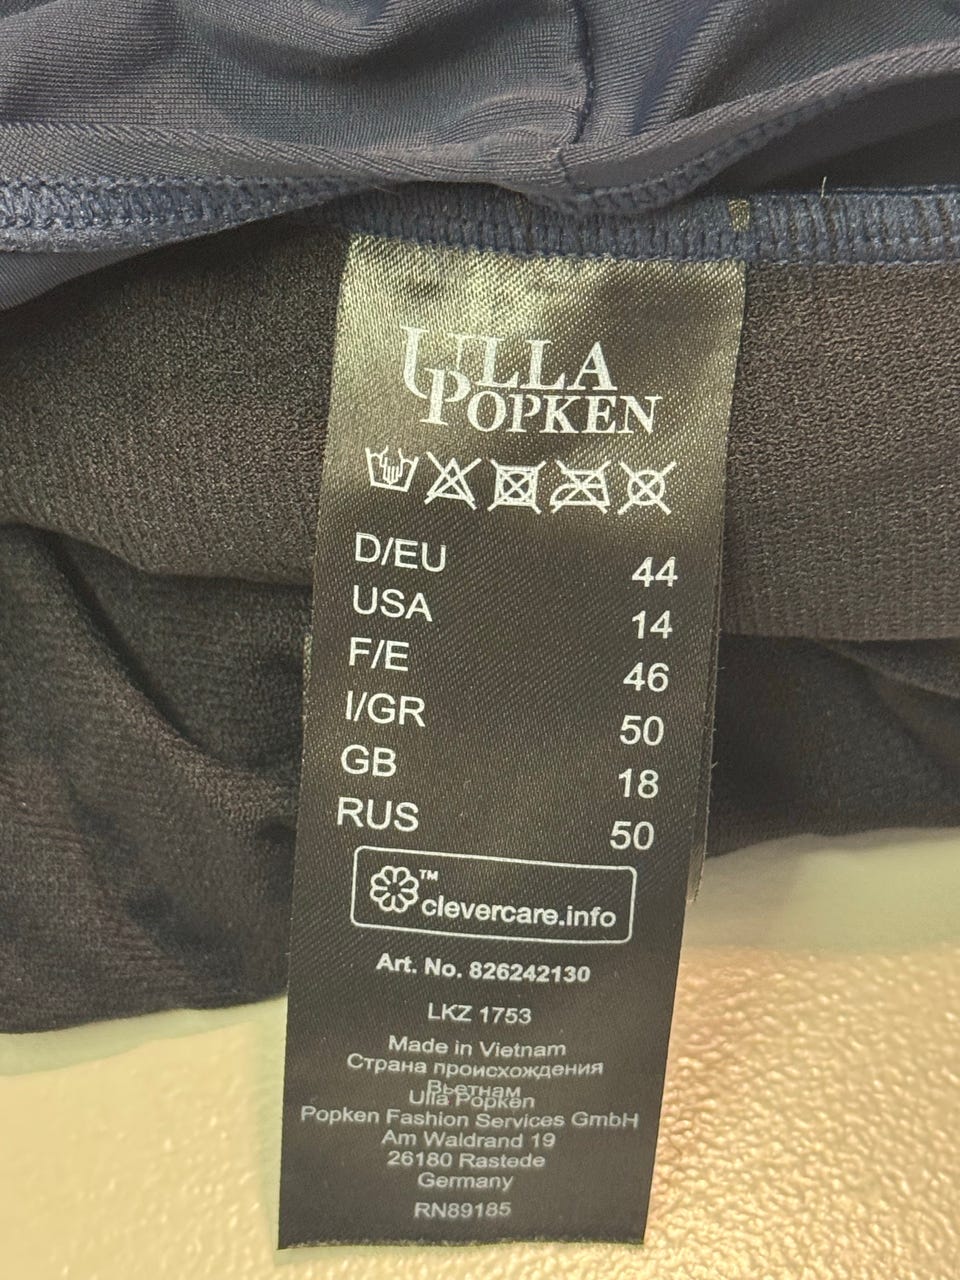 ULLA
POPKEN
D/EU 44
USA 14
F/E 46
I/GR 50
GB 18
RUS 50
™
clevercare.info
Art. No. 826242130
LKZ 1753
Made in Vietnam
Страна происхождения
Вьетнам
Ulla Popken
Popken Fashion Services GmbH
Am Waldrand 19
26180 Rastede
Germany
RN89185